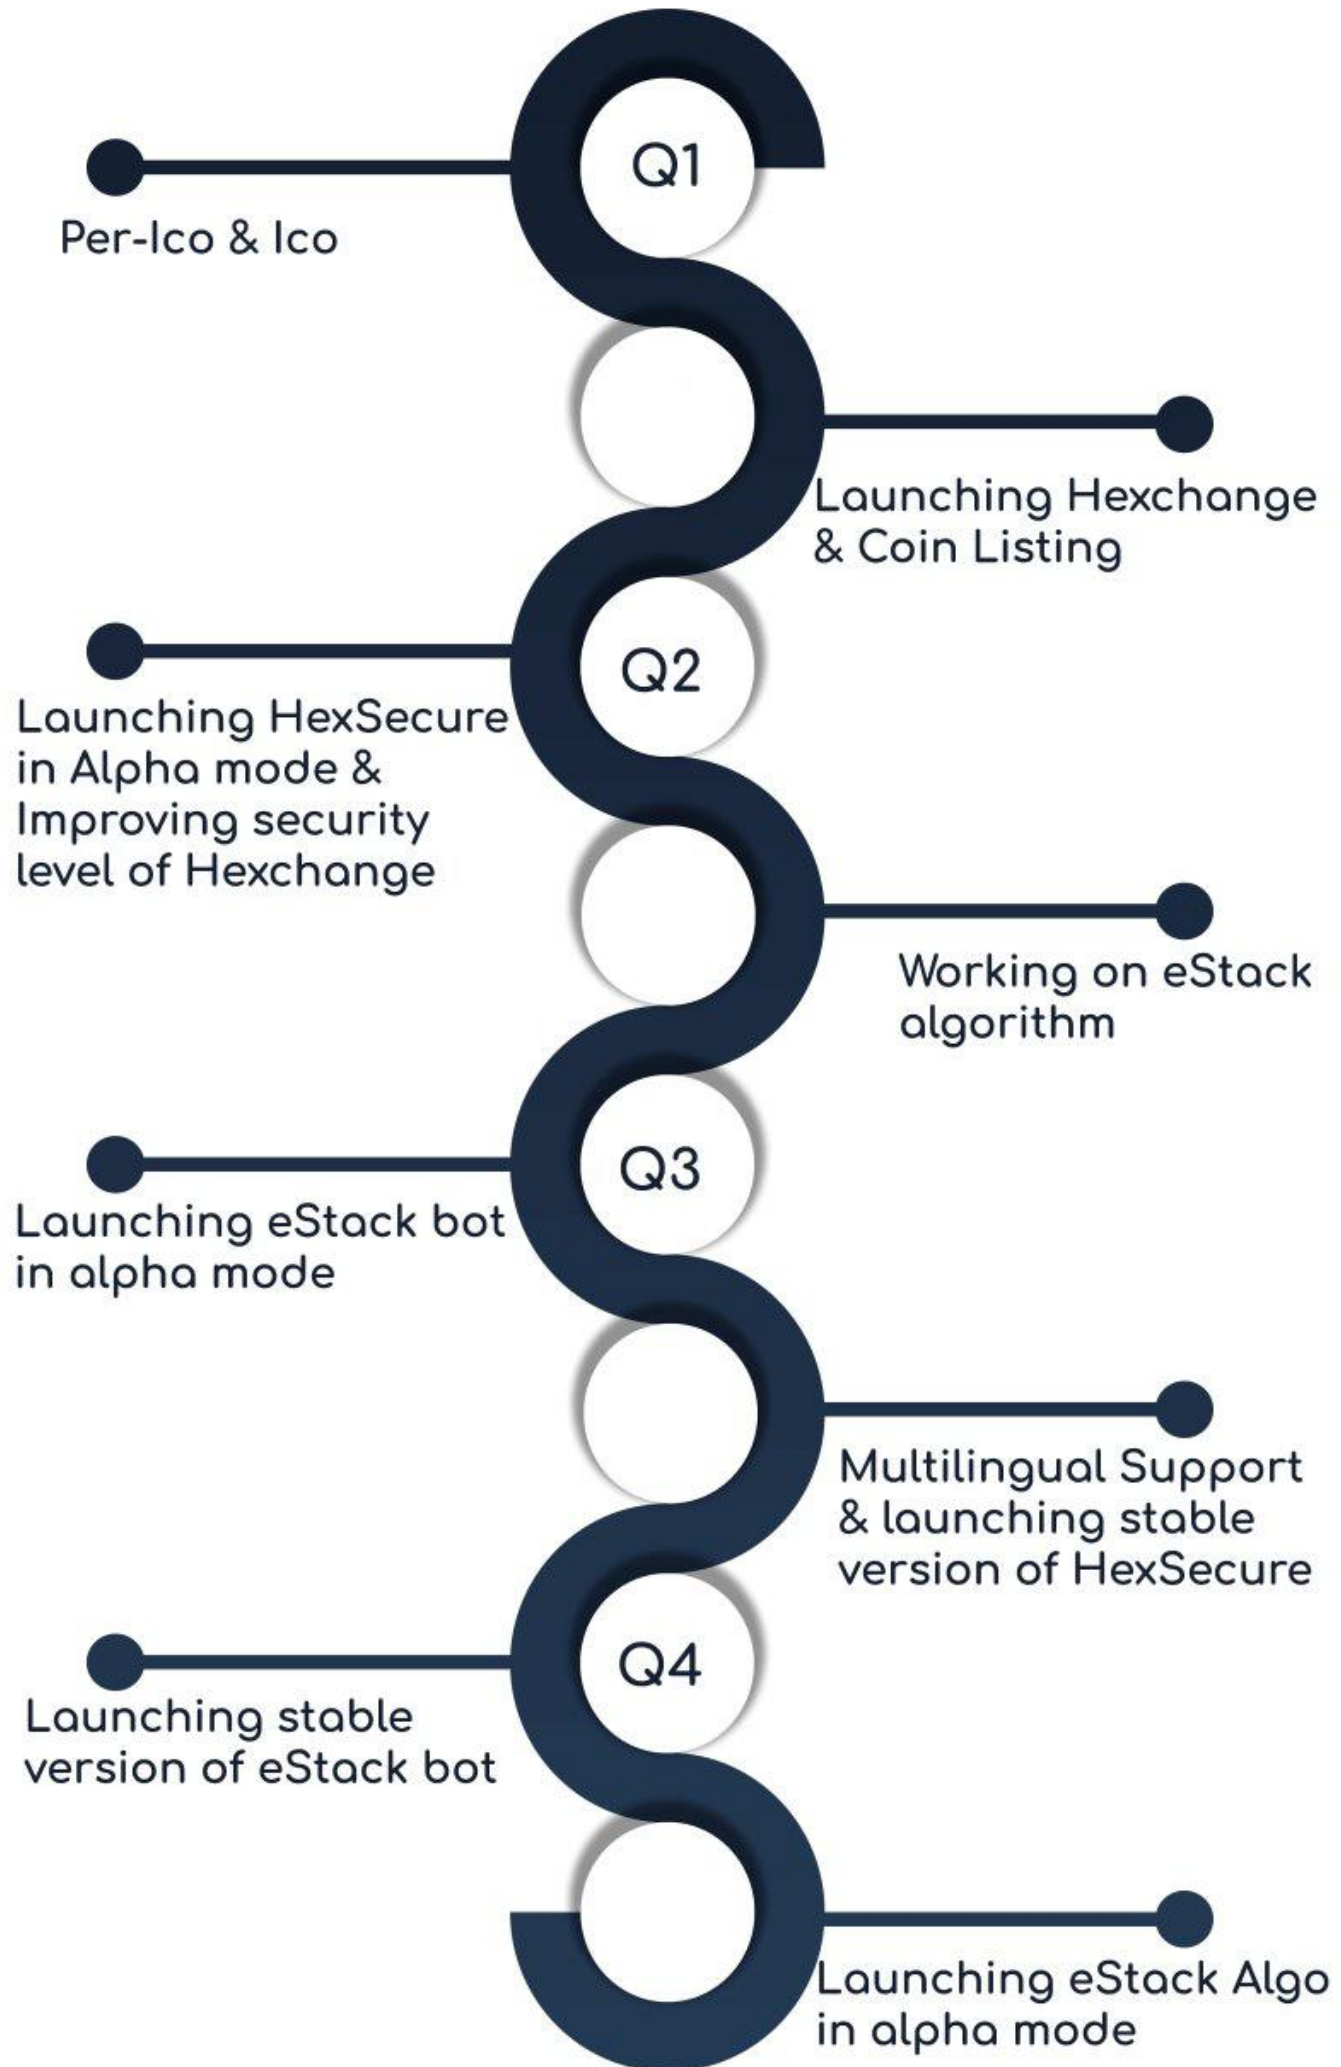 Q1
Per-Ico & Ico
Launching Hexchange
& Coin Listing
Q2
Launching HexSecure
in Alpha mode &
Improving security
level of Hexchange
Working on eStack
algorithm
Q3
Launching eStack bot
in alpha mode
Multilingual Support
& launching stable
version of HexSecure
Q4
Launching stable
version of eStack bot
Launching eStack Algo
in alpha mode